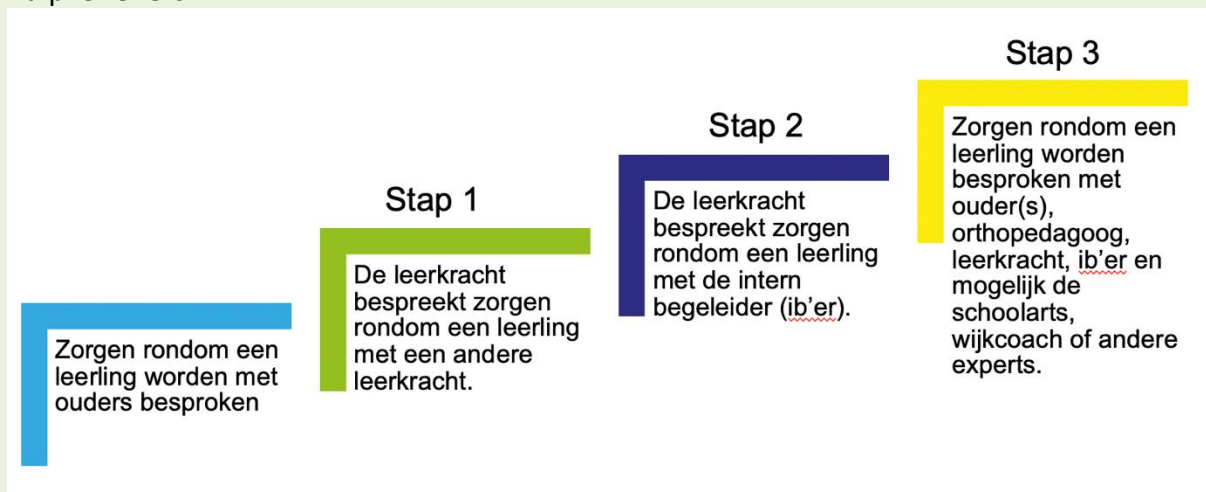 Zorgen rondom een
leerling worden met
ouders besproken
Stap 1
De leerkracht
bespreekt zorgen
rondom een leerling
met een andere
leerkracht.
Stap 2
De leerkracht
bespreekt zorgen
rondom een leerling
met de intern
begeleider (ib'er).
Stap 3
Zorgen rondom een
leerling worden
besproken met
ouder(s),
orthopedagoog,
leerkracht, ib'er en
mogelijk de
schoolarts,
wijkcoach of andere
experts.